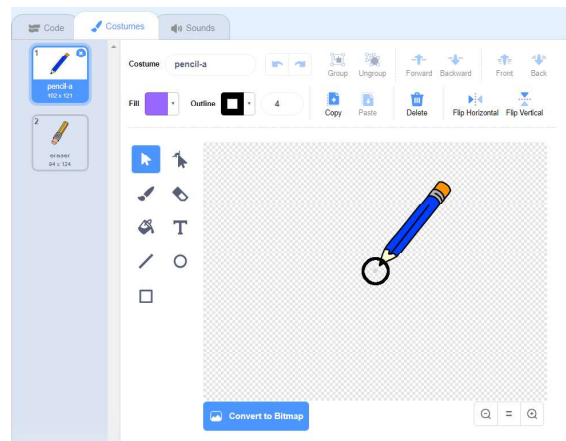 Code
Costumes
Sounds
1
pencil-a
102 x 121
2
eraser
84 x 124
Costume pencil-a
Group Ungroup Forward Backward Front Back
Fill Outline 4
Copy Paste Delete Flip Horizontal Flip Vertical
T
Convert to Bitmap
=